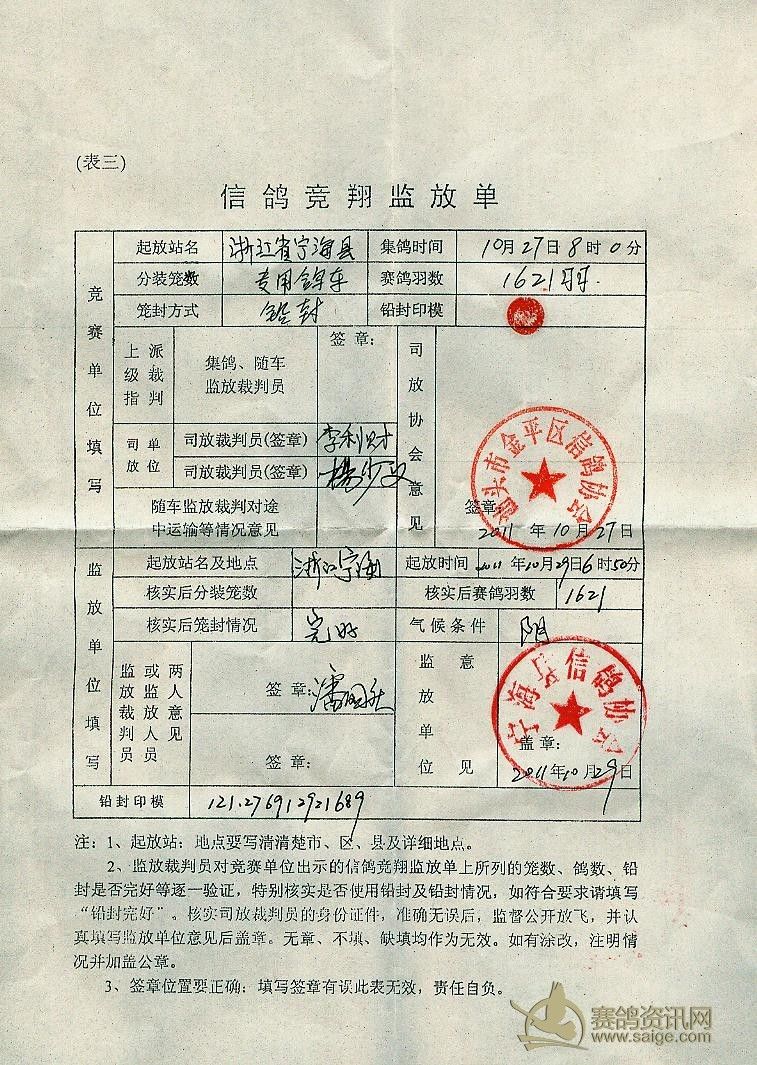 (表三)
信鸽竞翔监放单
竞赛单位填写
起放站名 浙江省宁海县 集鸽时间 10月27日8时0分
分装笼数 专用鸽车 赛鸽羽数 1621羽
笼封方式 铅封 铅封印模
上级指派裁判 集鸽、随车监放裁判员 签章: 司放协会意见
司放单位 司放裁判员(签章) 李利财
司放裁判员(签章)
汕头市金平区信鸽协会
签章:
2011年10月27日
随车监放裁判对途
中运输等情况意见
监放单位填写
起放站名及地点 浙江宁海 起放时间 2011年10月29日6时50分
核实后分装笼数 核实后赛鸽羽数 1621
核实后笼封情况 完好 气候条件 阴
监放裁判员或监放人员两人意见 签章:潘
签章:
监放单位意见
宁海县信鸽协会
盖章:
2011年10月29日
铅封印模 121.276912921689
注:1、起放站:地点要写清清楚市、区、县及详细地点。
2、监放裁判员对竞赛单位出示的信鸽竞翔监放单上所列的笼数、鸽数、铅
封是否完好等逐一验证,特别核实是否使用铅封及铅封情况,如符合要求请填写
“铅封完好”。核实司放裁判员的身份证件,准确无误后,监督公开放飞,并认
真填写监放单位意见后盖章。无章、不填、缺填均作为无效。如有涂改,注明情
况并加盖公章。
3、签章位置要正确;填写签章有误此表无效,责任自负。
赛鸽资讯网
www.saige.com